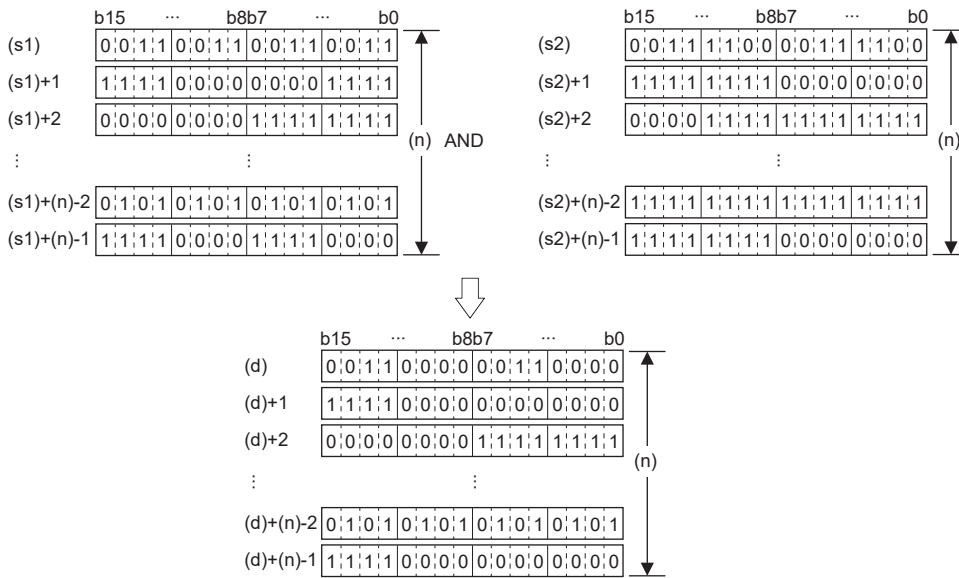 b15 ··· b8b7 ··· b0
(s1) 0 0 1 1 0 0 1 1 0 0 1 1 0 0 1 1
(s1)+1 1 1 1 1 0 0 0 0 0 0 0 0 1 1 1 1
(s1)+2 0 0 0 0 0 0 0 0 1 1 1 1 1 1 1 1
⋮ ⋮
(s1)+(n)-2 0 1 0 1 0 1 0 1 0 1 0 1 0 1 0 1
(s1)+(n)-1 1 1 1 1 0 0 0 0 1 1 1 1 0 0 0 0
(n)
AND
b15 ··· b8b7 ··· b0
(s2) 0 0 1 1 1 1 0 0 0 0 1 1 1 1 0 0
(s2)+1 1 1 1 1 1 1 1 1 0 0 0 0 0 0 0 0
(s2)+2 0 0 0 0 1 1 1 1 1 1 1 1 1 1 1 1
⋮ ⋮
(s2)+(n)-2 1 1 1 1 1 1 1 1 1 1 1 1 1 1 1 1
(s2)+(n)-1 1 1 1 1 1 1 1 1 0 0 0 0 0 0 0 0
(n)
b15 ··· b8b7 ··· b0
(d) 0 0 1 1 0 0 0 0 0 0 1 1 0 0 0 0
(d)+1 1 1 1 1 0 0 0 0 0 0 0 0 0 0 0 0
(d)+2 0 0 0 0 0 0 0 0 1 1 1 1 1 1 1 1
⋮ ⋮
(d)+(n)-2 0 1 0 1 0 1 0 1 0 1 0 1 0 1 0 1
(d)+(n)-1 1 1 1 1 0 0 0 0 0 0 0 0 0 0 0 0
(n)